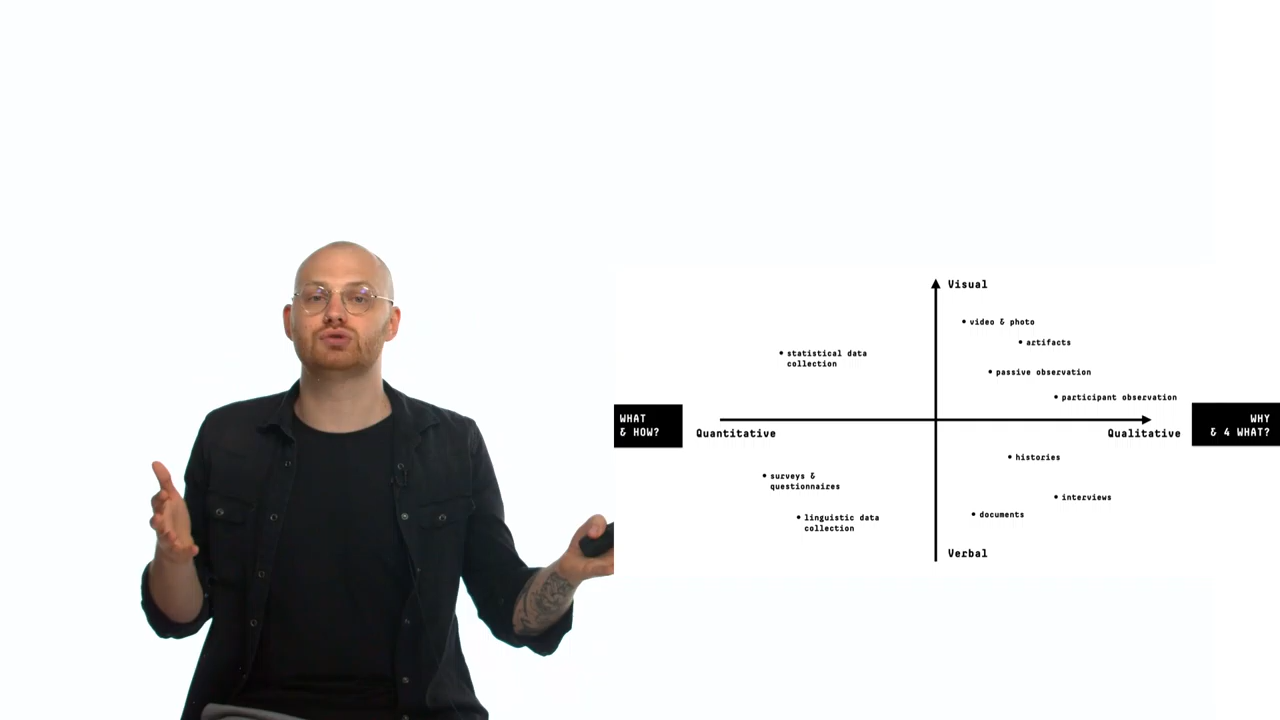 Visual
• video & photo
• artifacts
• statistical data
collection
• passive observation
• participant observation
WHAT
& HOW?
Quantitative
Qualitative
WHY
& 4 WHAT?
• histories
• surveys &
questionnaires
• interviews
• documents
• linguistic data
collection
Verbal